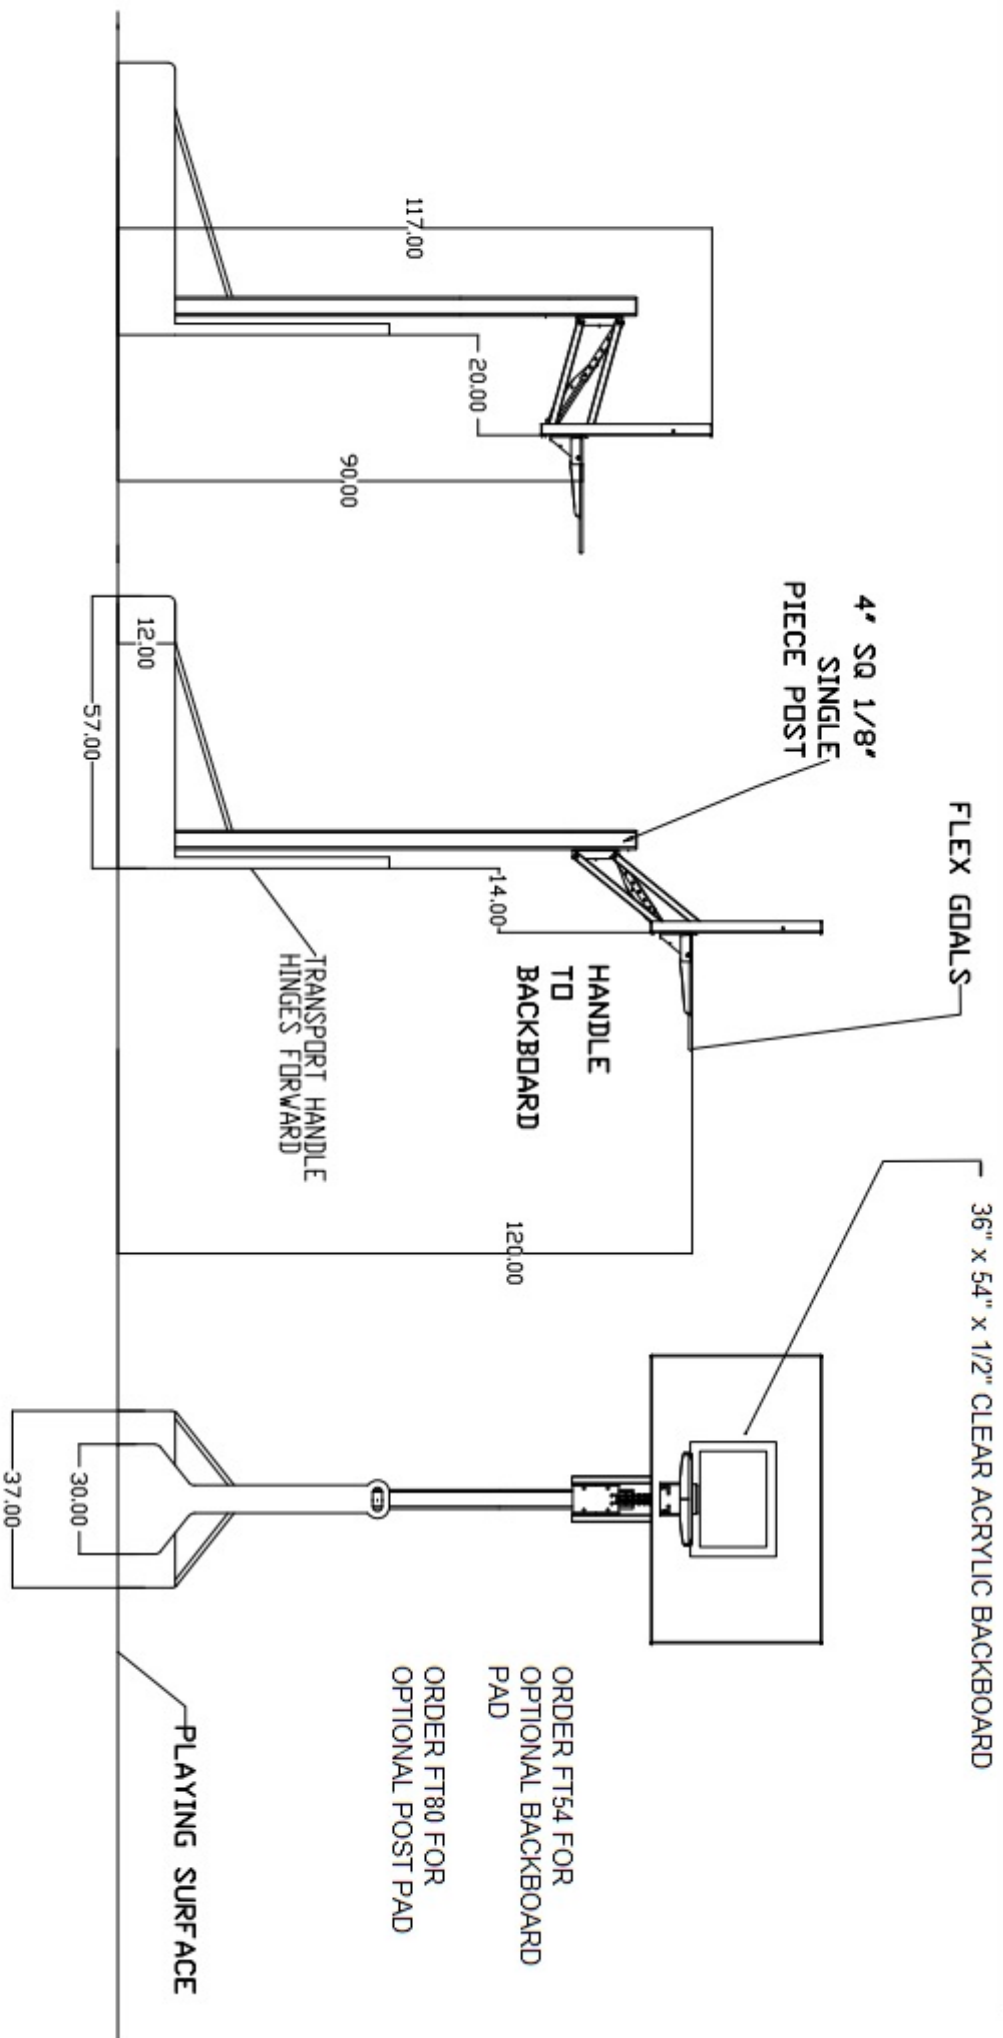 36" x 54" x 1/2" CLEAR ACRYLIC BACKBOARD
FLEX GOALS
4" SQ 1/8"
SINGLE
PIECE POST
117.00
20.00
90.00
14.00
HANDLE
TO
BACKBOARD
120.00
TRANSPORT HANDLE
HINGES FORWARD
12.00
57.00
ORDER FT54 FOR
OPTIONAL BACKBOARD
PAD
ORDER FT80 FOR
OPTIONAL POST PAD
PLAYING SURFACE
30.00
37.00